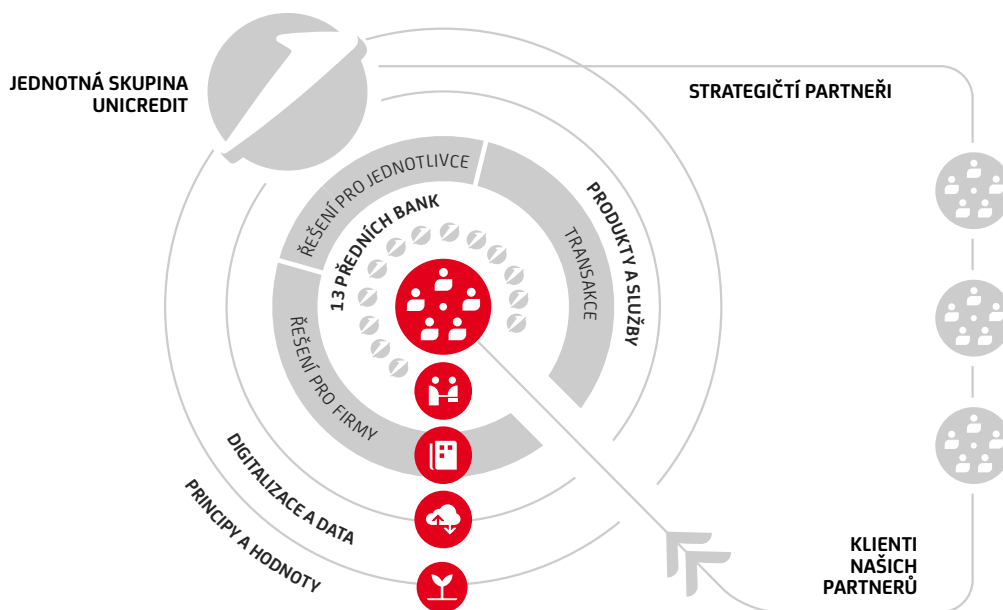 JEDNOTNÁ SKUPINA
UNICREDIT
STRATEGIČTÍ PARTNEŘI
ŘEŠENÍ PRO JEDNOTLIVCE
13 PŘEDNÍCH BANK
PRODUKTY A SLUŽBY
TRANSAKCE
ŘEŠENÍ PRO FIRMY
DIGITALIZACE A DATA
PRINCIPY A HODNOTY
KLIENTI
NAŠICH
PARTNERŮ